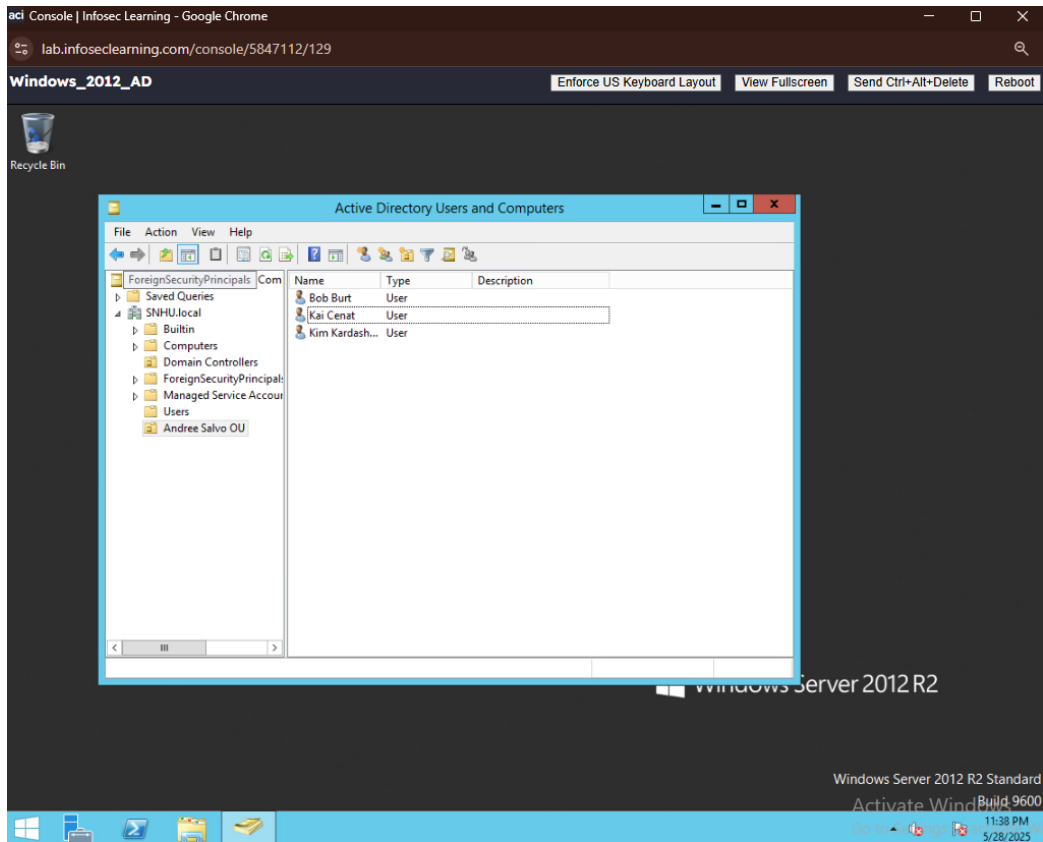 aci Console | Infosec Learning - Google Chrome
lab.infoseclearning.com/console/5847112/129
Windows_2012_AD
Enforce US Keyboard Layout
View Fullscreen
Send Ctrl+Alt+Delete
Reboot
Recycle Bin
Active Directory Users and Computers
File Action View Help
ForeignSecurityPrincipals Com
Saved Queries
SNHU.local
Builtin
Computers
Domain Controllers
ForeignSecurityPrincipals
Managed Service Accour
Users
Andree Salvo OU
Name Type Description
Bob Burt User
Kai Cenat User
Kim Kardash... User
Windows Server 2012 R2
Windows Server 2012 R2 Standard
Activate Wind
Build 9600
Go to
11:38 PM
5/28/2025